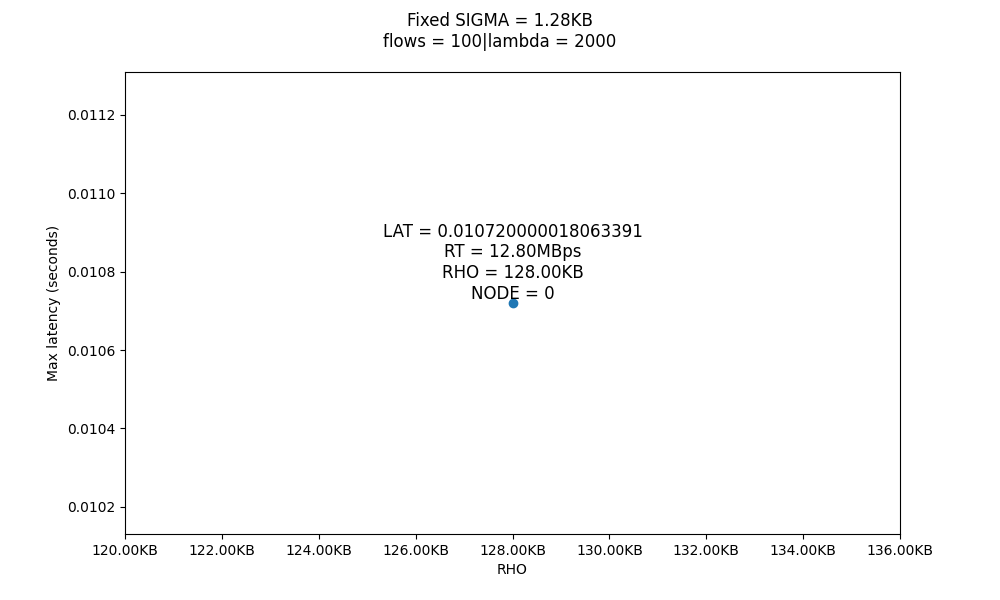 Fixed SIGMA = 1.28KB
flows = 100|lambda = 2000
0.0112
0.0110
0.0108
0.0106
0.0104
0.0102
Max latency (seconds)
LAT = 0.010720000018063391
RT = 12.80MBps
RHO = 128.00KB
NODE = 0
120.00KB 122.00KB 124.00KB 126.00KB 128.00KB 130.00KB 132.00KB 134.00KB 136.00KB
RHO